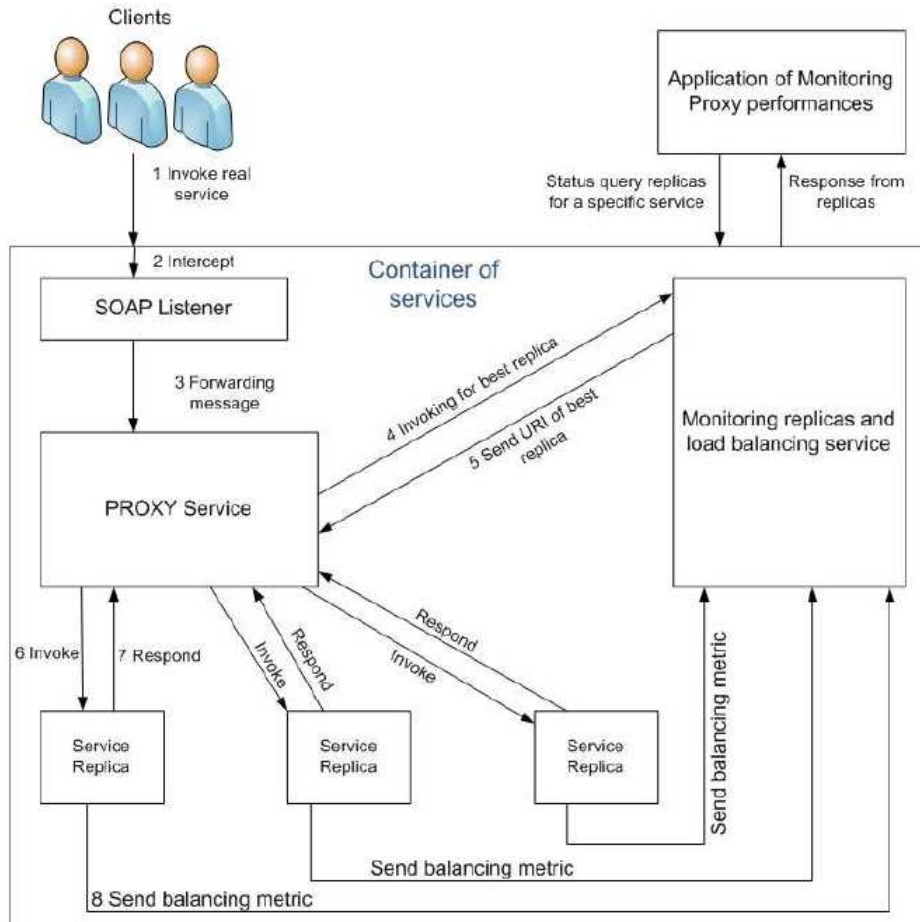 Clients
Application of Monitoring
Proxy performances
1 Invoke real
service
Status query replicas
for a specific service
Response from
replicas
2 Intercept
Container of
services
SOAP Listener
3 Forwarding
message
4 Invoking for best replica
5 Send URI of best
replica
Monitoring replicas and
load balancing service
PROXY Service
6 Invoke
7 Respond
Invoke
Respond
Invoke
Respond
Service
Replica
Service
Replica
Service
Replica
Send balancing metric
Send balancing metric
8 Send balancing metric